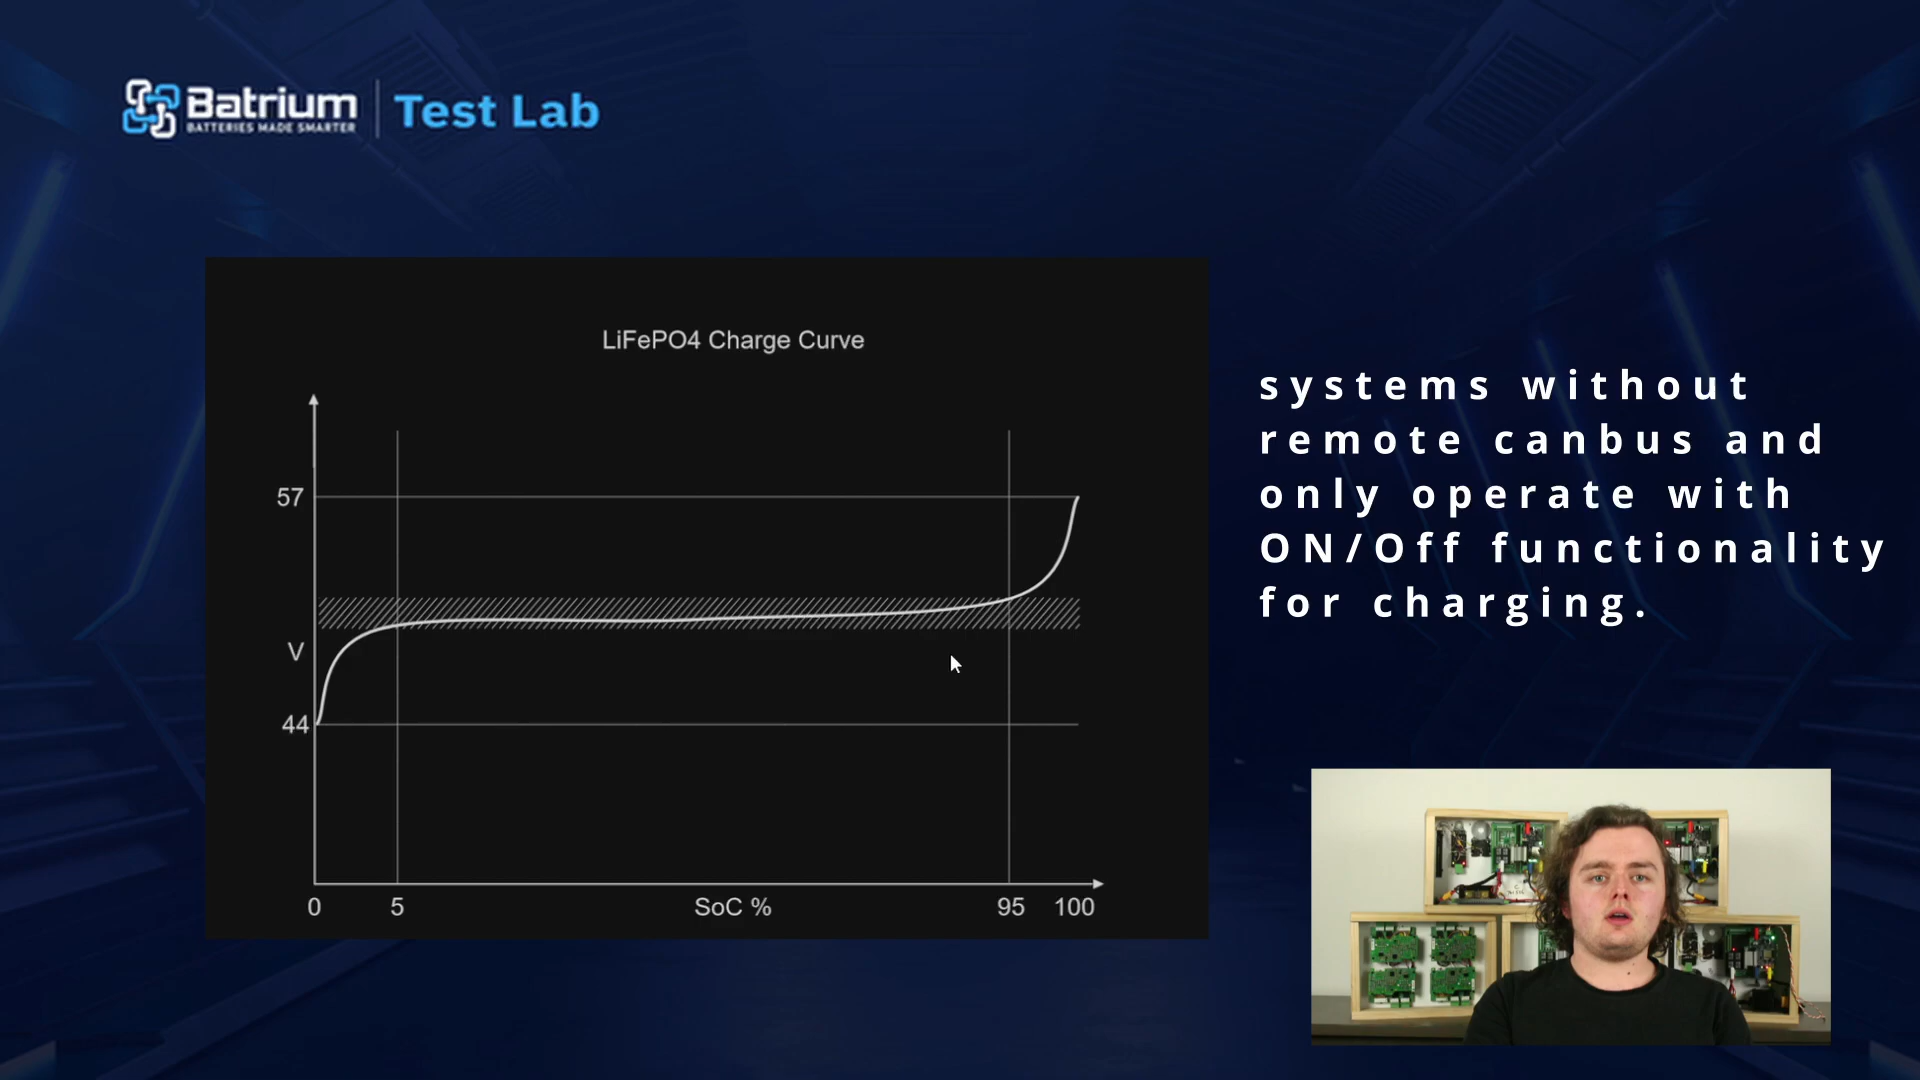 Batrium
BATTERIES MADE SMARTER
Test Lab
LiFePO4 Charge Curve
57
V
44
0
5
SoC %
95
100
systems without
remote canbus and
only operate with
ON/Off functionality
for charging.